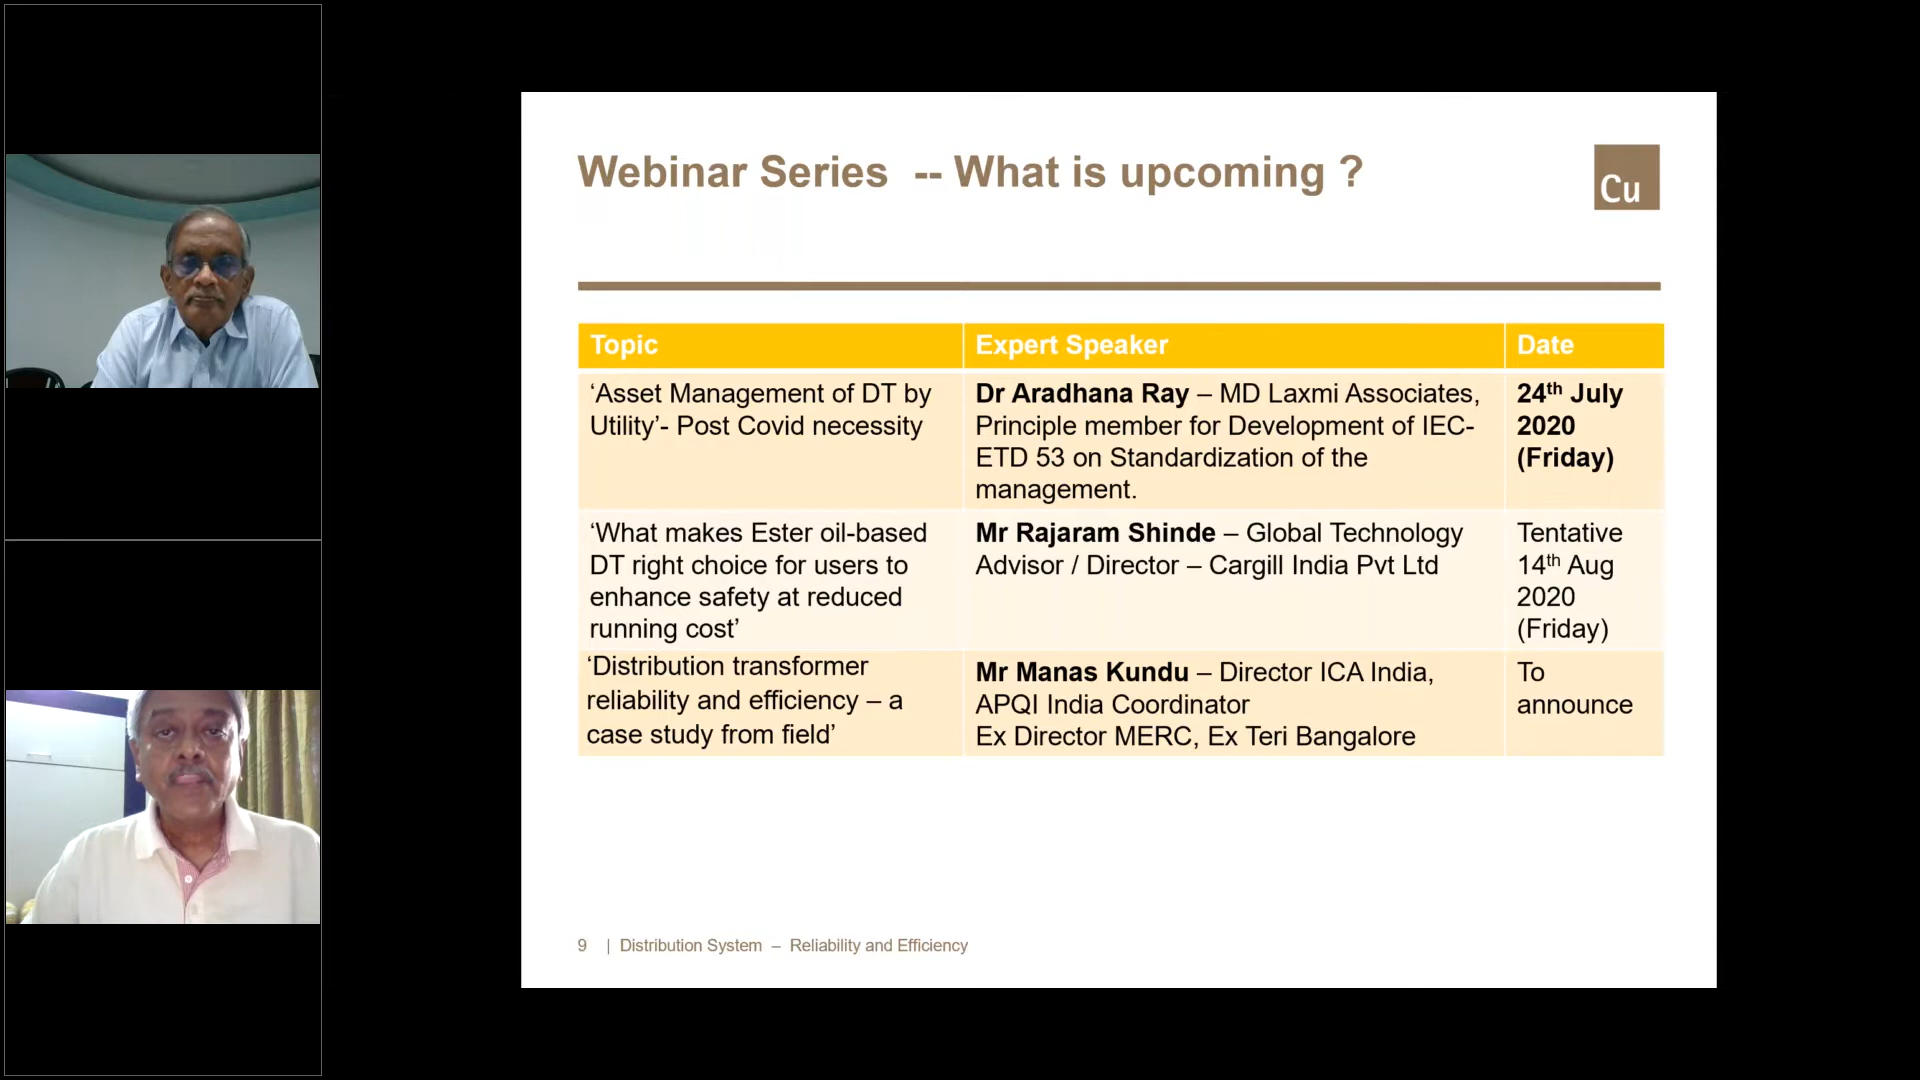 Webinar Series -- What is upcoming ?
Cu
Topic
Expert Speaker
Date
‘Asset Management of DT by
Utility’- Post Covid necessity
Dr Aradhana Ray – MD Laxmi Associates,
Principle member for Development of IEC-
ETD 53 on Standardization of the
management.
24th July
2020
(Friday)
‘What makes Ester oil-based
DT right choice for users to
enhance safety at reduced
running cost’
Mr Rajaram Shinde – Global Technology
Advisor / Director – Cargill India Pvt Ltd
Tentative
14th Aug
2020
(Friday)
‘Distribution transformer
reliability and efficiency – a
case study from field’
Mr Manas Kundu – Director ICA India,
APQI India Coordinator
Ex Director MERC, Ex Teri Bangalore
To
announce
9 | Distribution System – Reliability and Efficiency